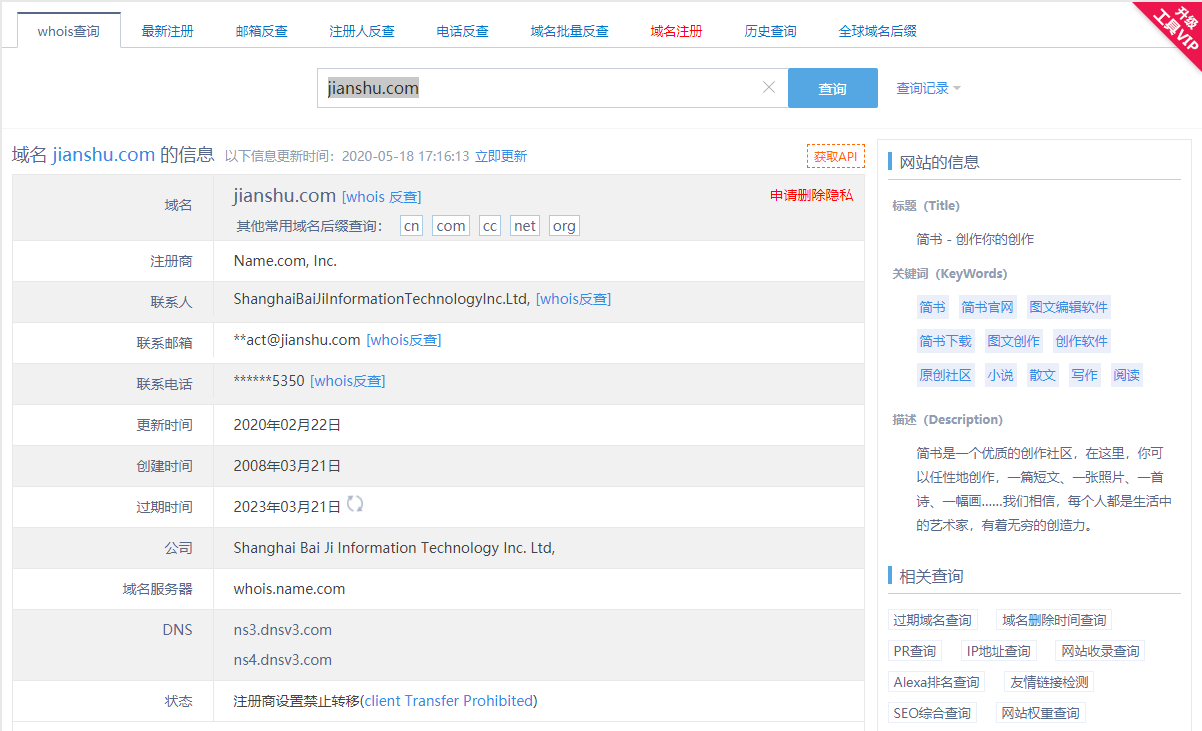 whois查询 最新注册 邮箱反查 注册人反查 电话反查 域名批量反查 域名注册 历史查询 全球域名后缀
升级
工具VIP
jianshu.com 查询 查询记录
域名 jianshu.com 的信息 以下信息更新时间：2020-05-18 17:16:13 立即更新 获取API
域名 jianshu.com [whois 反查] 申请删除隐私
其他常用域名后缀查询： cn com cc net org
注册商 Name.com, Inc.
联系人 ShanghaiBaiJiInformationTechnologyInc.Ltd, [whois反查]
联系邮箱 **act@jianshu.com [whois反查]
联系电话 ******5350 [whois反查]
更新时间 2020年02月22日
创建时间 2008年03月21日
过期时间 2023年03月21日
公司 Shanghai Bai Ji Information Technology Inc. Ltd,
域名服务器 whois.name.com
DNS ns3.dnsv3.com
ns4.dnsv3.com
状态 注册商设置禁止转移(client Transfer Prohibited)
网站的信息
标题（Title）
简书 - 创作你的创作
关键词（KeyWords）
简书 简书官网 图文编辑软件
简书下载 图文创作 创作软件
原创社区 小说 散文 写作 阅读
描述（Description）
简书是一个优质的创作社区，在这里，你可
以任性地创作，一篇短文、一张照片、一首
诗、一幅画……我们相信，每个人都是生活中
的艺术家，有着无穷的创造力。
相关查询
过期域名查询 域名删除时间查询
PR查询 IP地址查询 网站收录查询
Alexa排名查询 友情链接检测
SEO综合查询 网站权重查询